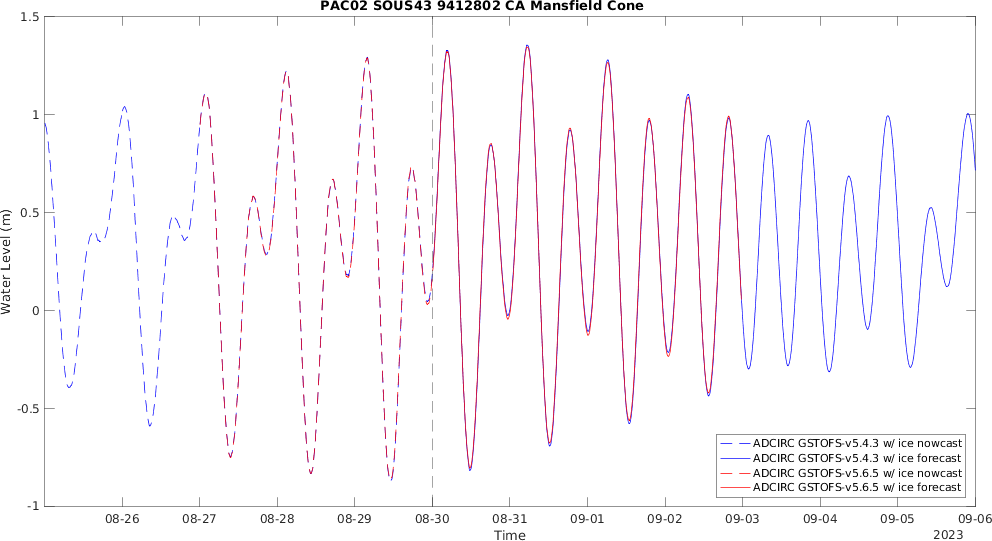 PAC02 SOUS43 9412802 CA Mansfield Cone
1.5
1
0.5
0
-0.5
-1
Water Level (m)
08-26
08-27
08-28
08-29
08-30
08-31
09-01
09-02
09-03
09-04
09-05
09-06
Time
2023
ADCIRC GSTOFS-v5.4.3 w/ ice nowcast
ADCIRC GSTOFS-v5.4.3 w/ ice forecast
ADCIRC GSTOFS-v5.6.5 w/ ice nowcast
ADCIRC GSTOFS-v5.6.5 w/ ice forecast